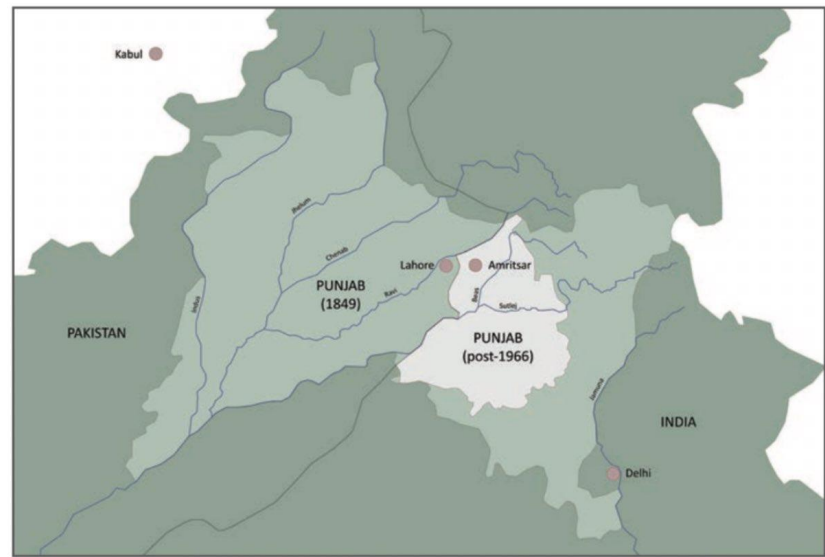 Kabul
Jhelum
Chenab
Lahore
Amritsar
PUNJAB
(1849)
Ravi
Indus
Beas
Sutlej
PAKISTAN
PUNJAB
(post-1966)
Jamuna
INDIA
Delhi